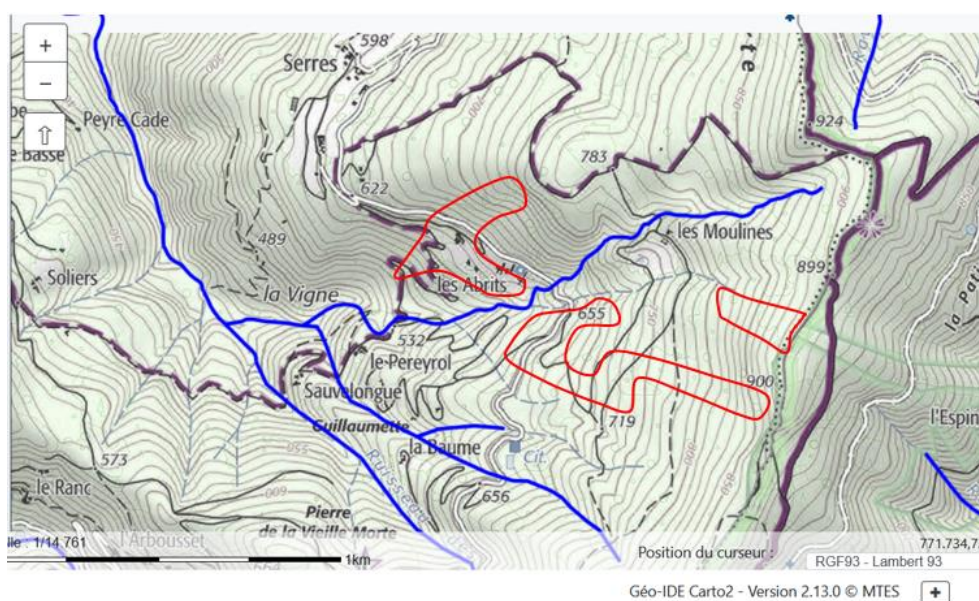 +
598
Serres
−
Peyre Cade
⇧
e Basse
783
924
622
les Moulines
489
Soliers
les Abrits
899
la Vigne
655
532
le Pereyrol
Sauvelongue
900
Guillaumette
719
l'Espin
la Baume
Cit.
573
656
le Ranc
Pierre
de la Vieille Morte
l'Arbousset
1/14 761
1km
Position du curseur :
771.734,7
RGF93 - Lambert 93
Géo-IDE Carto2 - Version 2.13.0 © MTES
+